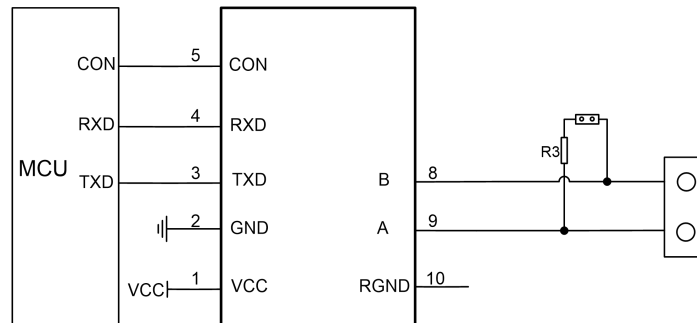 CON 5 CON
RXD 4 RXD
R3
MCU TXD 3 TXD B 8
2 GND A 9
VCC 1 VCC RGND 10